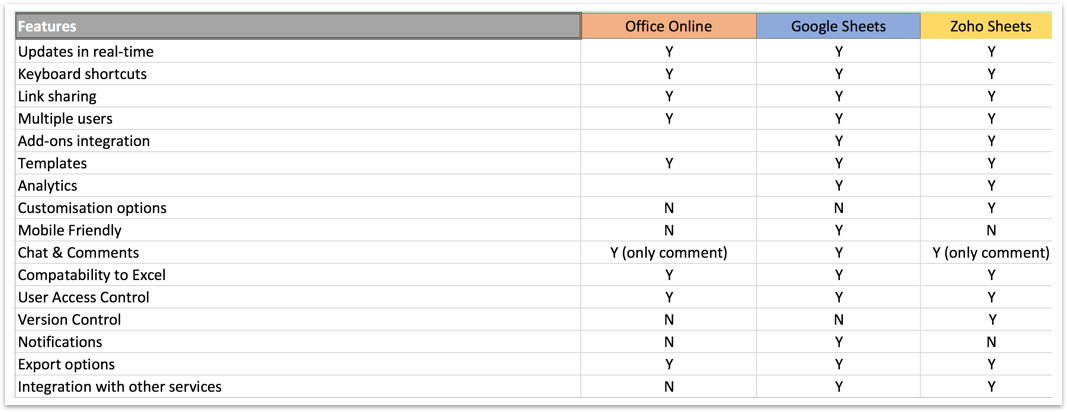 Features Office Online Google Sheets Zoho Sheets
Updates in real-time Y Y Y
Keyboard shortcuts Y Y Y
Link sharing Y Y Y
Multiple users Y Y Y
Add-ons integration Y Y
Templates Y Y Y
Analytics Y Y
Customisation options N N Y
Mobile Friendly N Y N
Chat & Comments Y (only comment) Y Y (only comment)
Compatability to Excel Y Y Y
User Access Control Y Y Y
Version Control N N Y
Notifications N Y N
Export options Y Y Y
Integration with other services N Y Y